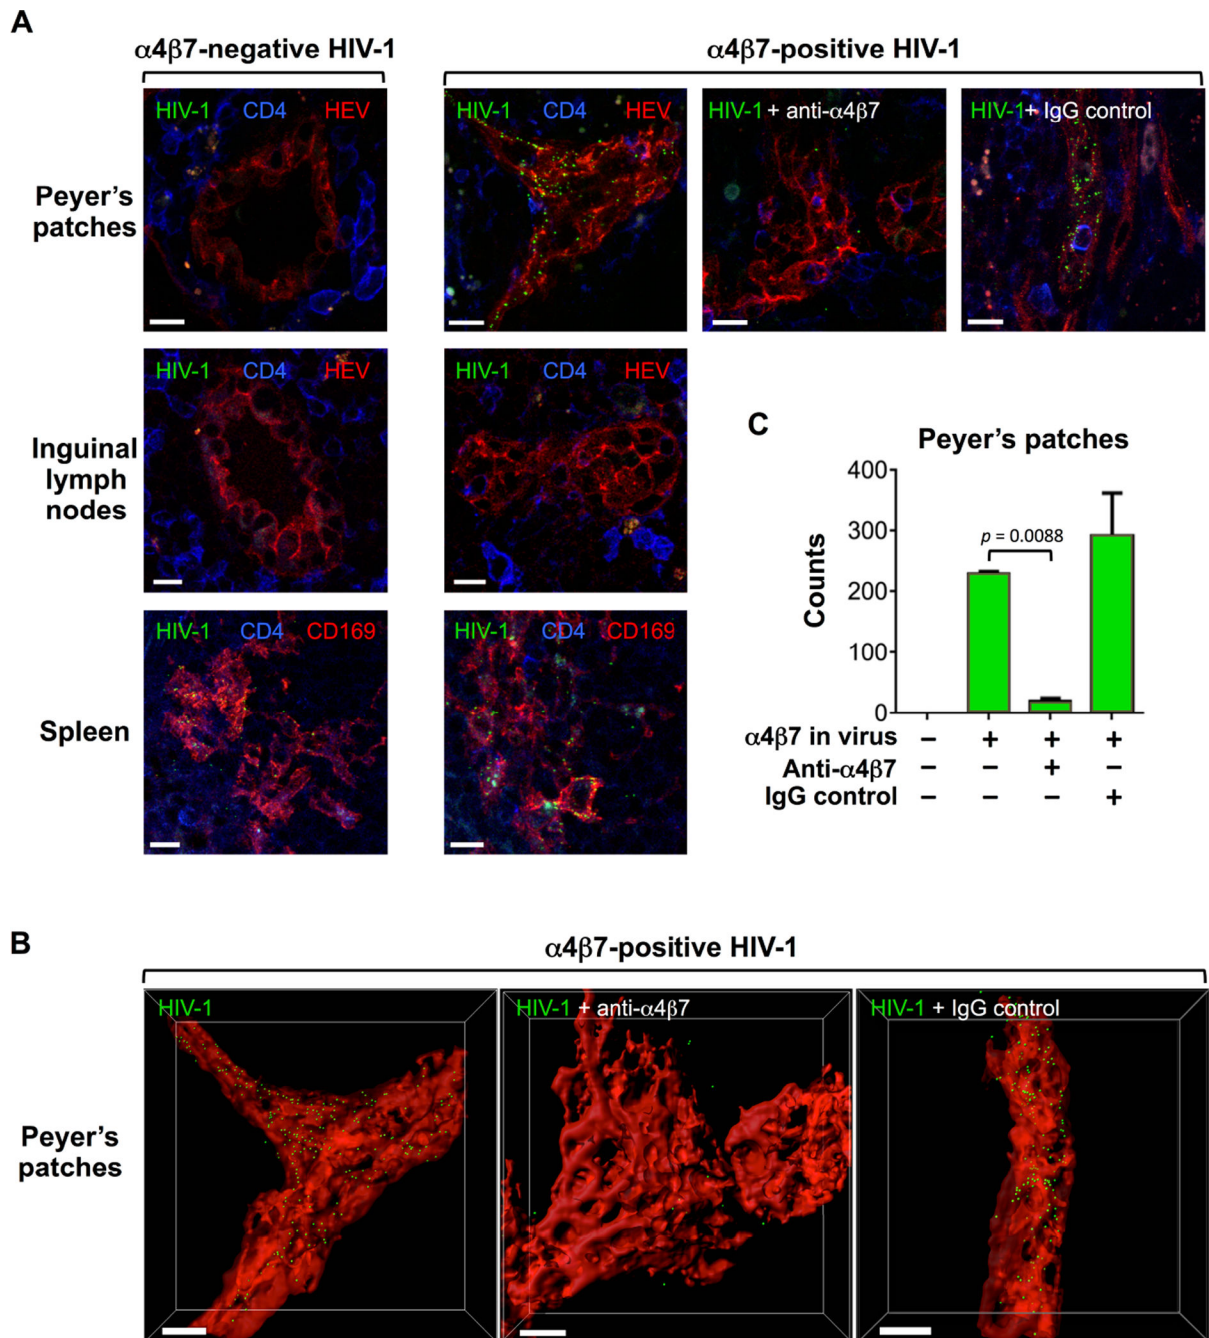 A
α4β7-negative HIV-1
α4β7-positive HIV-1
HIV-1 CD4 HEV
HIV-1 CD4 HEV
HIV-1 + anti-α4β7
HIV-1 + IgG control
Peyer’s
patches
HIV-1 CD4 HEV
HIV-1 CD4 HEV
Inguinal
lymph
nodes
HIV-1 CD4 CD169
HIV-1 CD4 CD169
Spleen
C
Peyer’s patches
400
300
200
100
0
Counts
p = 0.0088
α4β7 in virus – + + +
Anti-α4β7 – – + –
IgG control – – – +
B
α4β7-positive HIV-1
HIV-1
HIV-1 + anti-α4β7
HIV-1 + IgG control
Peyer’s
patches